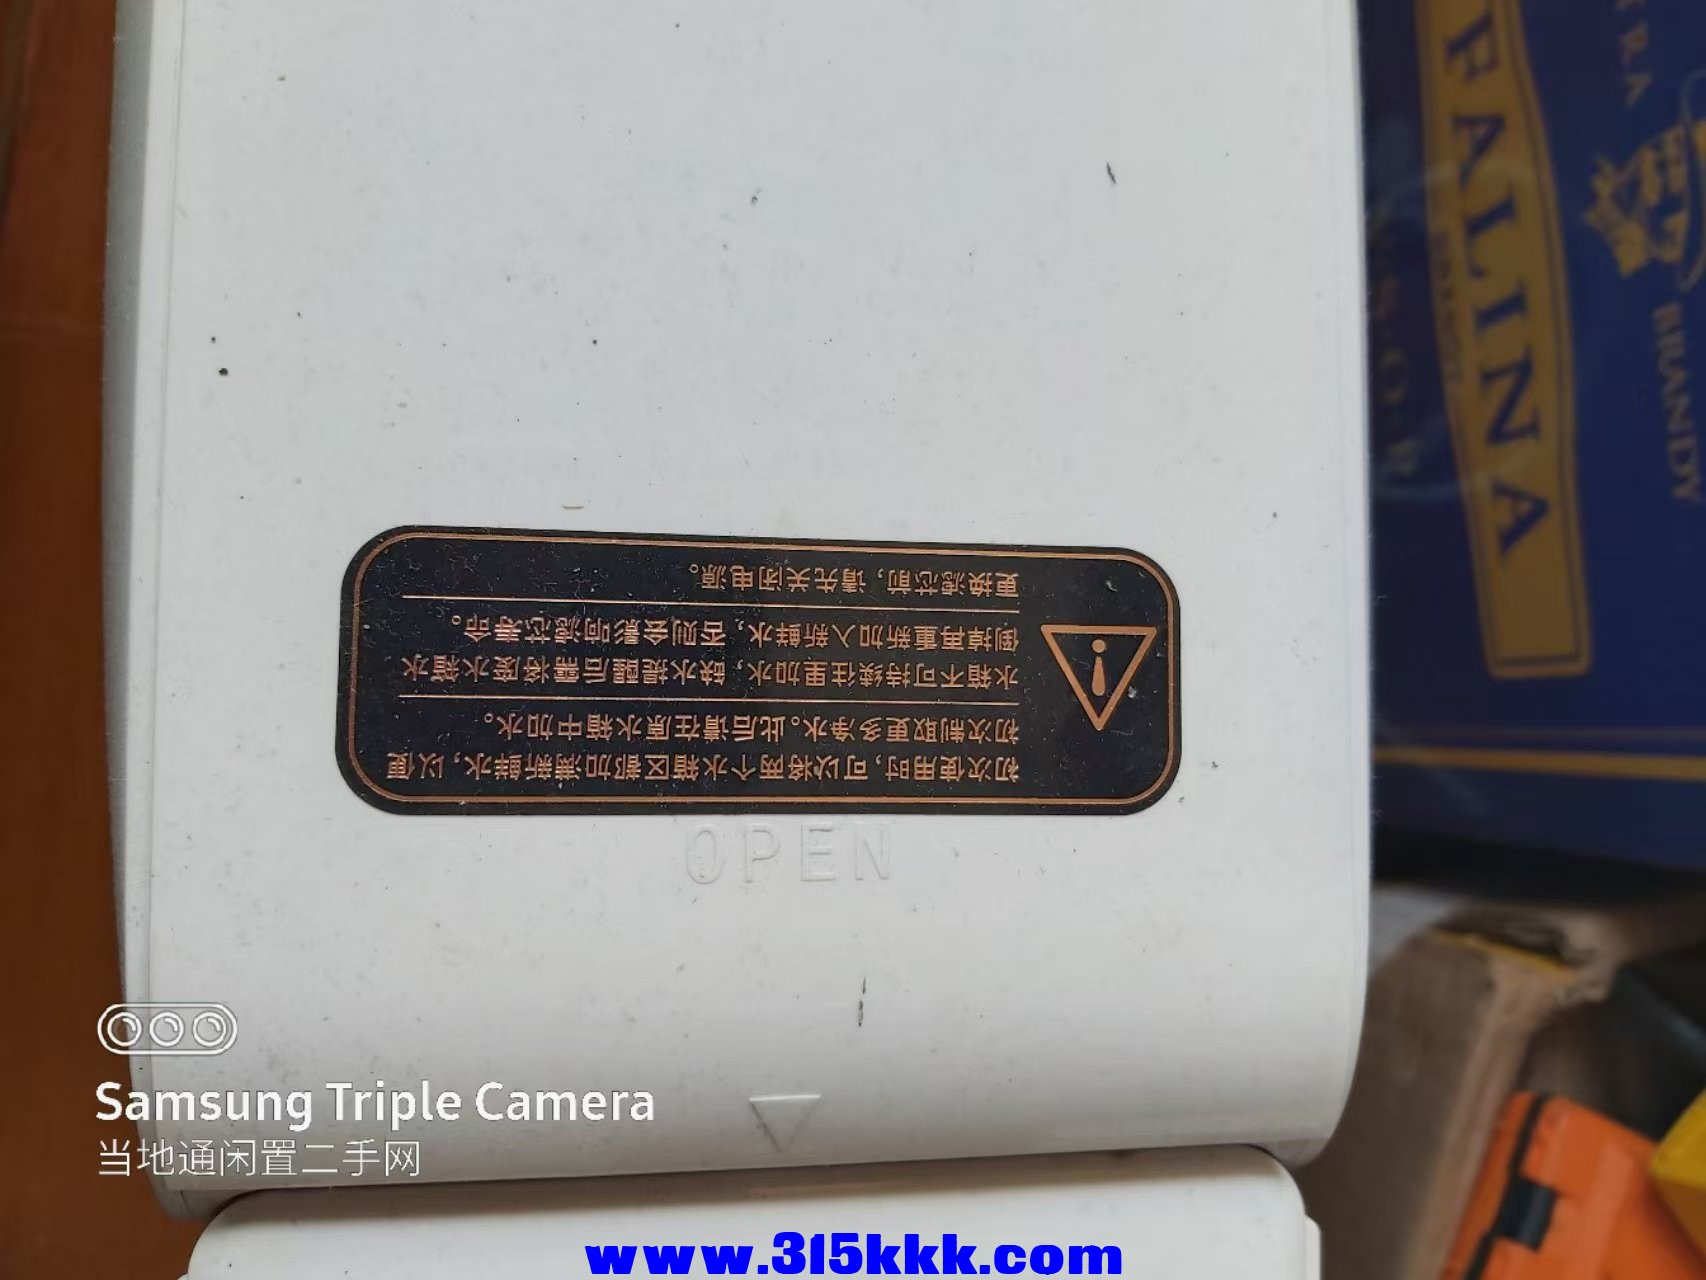 初次使用时，可以将两个水箱区都加满新鲜水，以便
初次制取更多净水。此后请在原水箱中加水。
水箱不可持续往里加水，缺水提醒后需将废水箱水
倒掉再重新加入新鲜水，否则会影响滤芯寿命。
更换滤芯前，请先关闭电源。
OPEN
FALINA
BRANDY
Samsung Triple Camera
当地通闲置二手网
www.315kkk.com